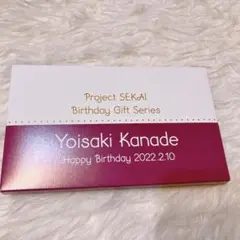 Project SEKAI
Birthday Gift Series
Yoisaki Kanade
Happy Birthday 2022.2.10